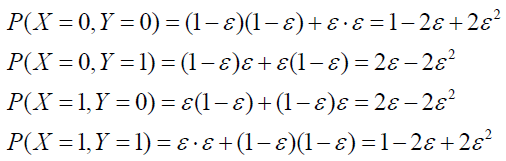 P(X = 0, Y = 0) = (1 − ε)(1 − ε) + ε · ε = 1 − 2ε + 2ε²
P(X = 0, Y = 1) = (1 − ε)ε + ε(1 − ε) = 2ε − 2ε²
P(X = 1, Y = 0) = ε(1 − ε) + (1 − ε)ε = 2ε − 2ε²
P(X = 1, Y = 1) = ε · ε + (1 − ε)(1 − ε) = 1 − 2ε + 2ε²